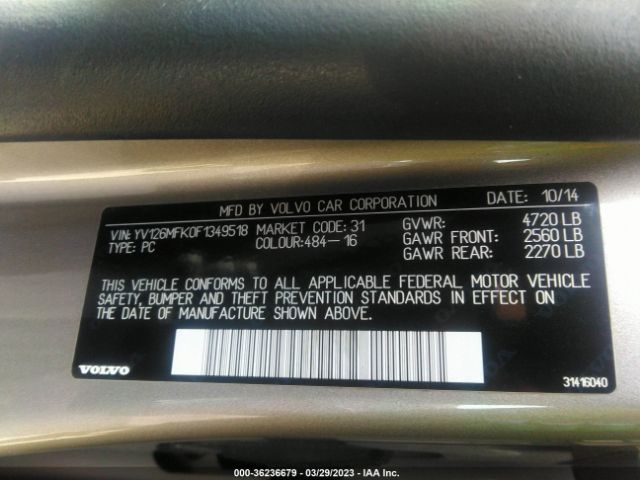 MFD BY VOLVO CAR CORPORATION DATE: 10/14
VIN: YV126MFK0F1349518 MARKET CODE: 31 GVWR: 4720 LB
TYPE: PC COLOUR: 484-16 GAWR FRONT: 2560 LB
GAWR REAR: 2270 LB
THIS VEHICLE CONFORMS TO ALL APPLICABLE FEDERAL MOTOR VEHICLE
SAFETY, BUMPER AND THEFT PREVENTION STANDARDS IN EFFECT ON
THE DATE OF MANUFACTURE SHOWN ABOVE.
VOLVO 31416040
000-36236679 - 03/29/2023 - IAA Inc.